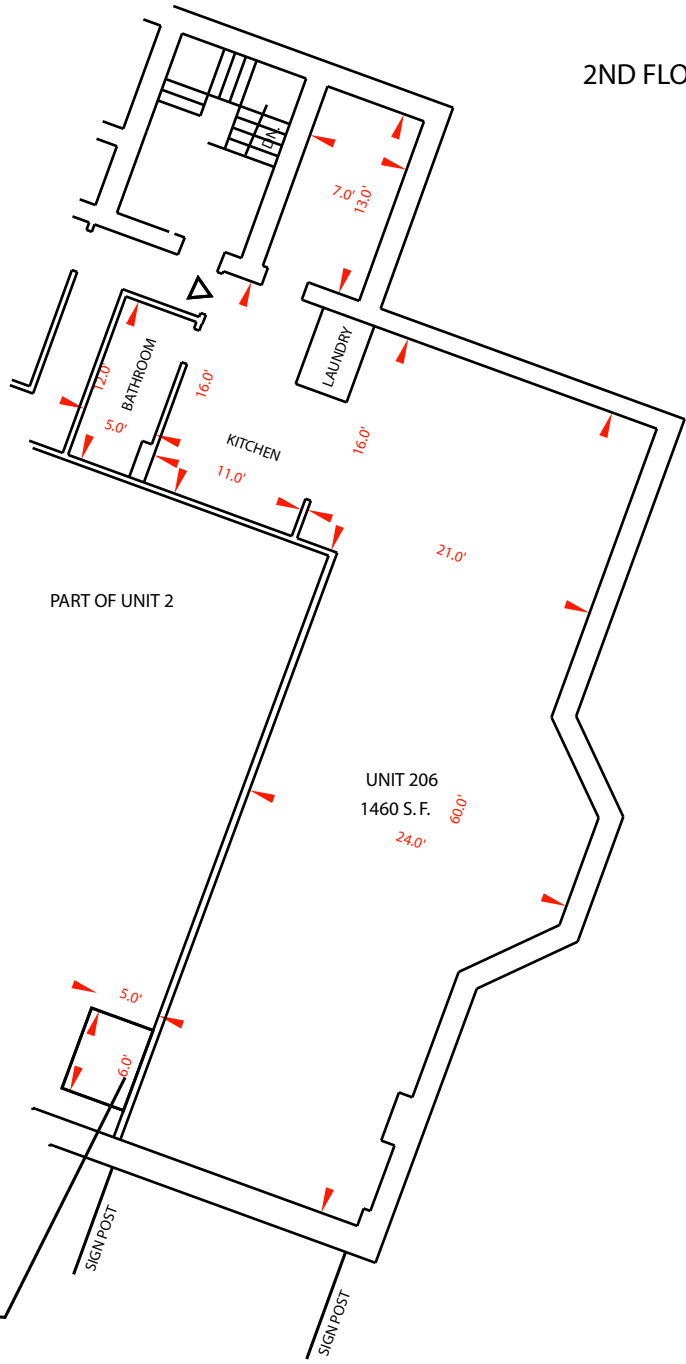 2ND FLO
DN.
7.0'
13.0'
LAUNDRY
BATHROOM
12.0'
5.0'
16.0'
KITCHEN
11.0'
16.0'
21.0'
PART OF UNIT 2
UNIT 206
1460 S.F.
60.0'
24.0'
5.0'
6.0'
SIGN POST
SIGN POST